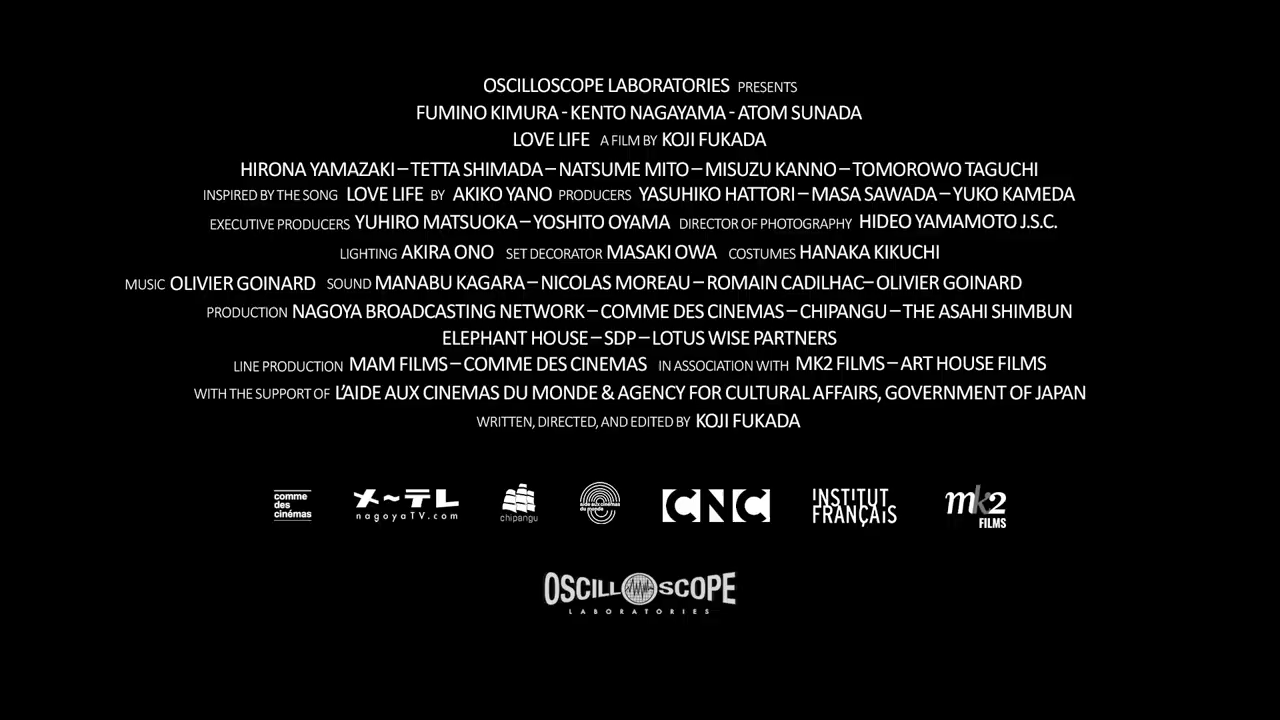 OSCILLOSCOPE LABORATORIES PRESENTS
FUMINO KIMURA - KENTO NAGAYAMA - ATOM SUNADA
LOVE LIFE A FILM BY KOJI FUKADA
HIRONA YAMAZAKI – TETTA SHIMADA – NATSUME MITO – MISUZU KANNO – TOMOROWO TAGUCHI
INSPIRED BY THE SONG LOVE LIFE BY AKIKO YANO PRODUCERS YASUHIKO HATTORI – MASA SAWADA – YUKO KAMEDA
EXECUTIVE PRODUCERS YUHIRO MATSUOKA – YOSHITO OYAMA DIRECTOR OF PHOTOGRAPHY HIDEO YAMAMOTO J.S.C.
LIGHTING AKIRA ONO SET DECORATOR MASAKI OWA COSTUMES HANAKA KIKUCHI
MUSIC OLIVIER GOINARD SOUND MANABU KAGARA – NICOLAS MOREAU – ROMAIN CADILHAC– OLIVIER GOINARD
PRODUCTION NAGOYA BROADCASTING NETWORK – COMME DES CINEMAS – CHIPANGU – THE ASAHI SHIMBUN
ELEPHANT HOUSE – SDP – LOTUS WISE PARTNERS
LINE PRODUCTION MAM FILMS – COMME DES CINEMAS IN ASSOCIATION WITH MK2 FILMS – ART HOUSE FILMS
WITH THE SUPPORT OF L'AIDE AUX CINEMAS DU MONDE & AGENCY FOR CULTURAL AFFAIRS, GOVERNMENT OF JAPAN
WRITTEN, DIRECTED, AND EDITED BY KOJI FUKADA
comme
des
cinémas
メ~テレ
nagoyaTV.com
chipangu
aide aux cinémas
du monde
CNC
INSTITUT
FRANÇAIS
mk2
FILMS
OSCILLOSCOPE
LABORATORIES